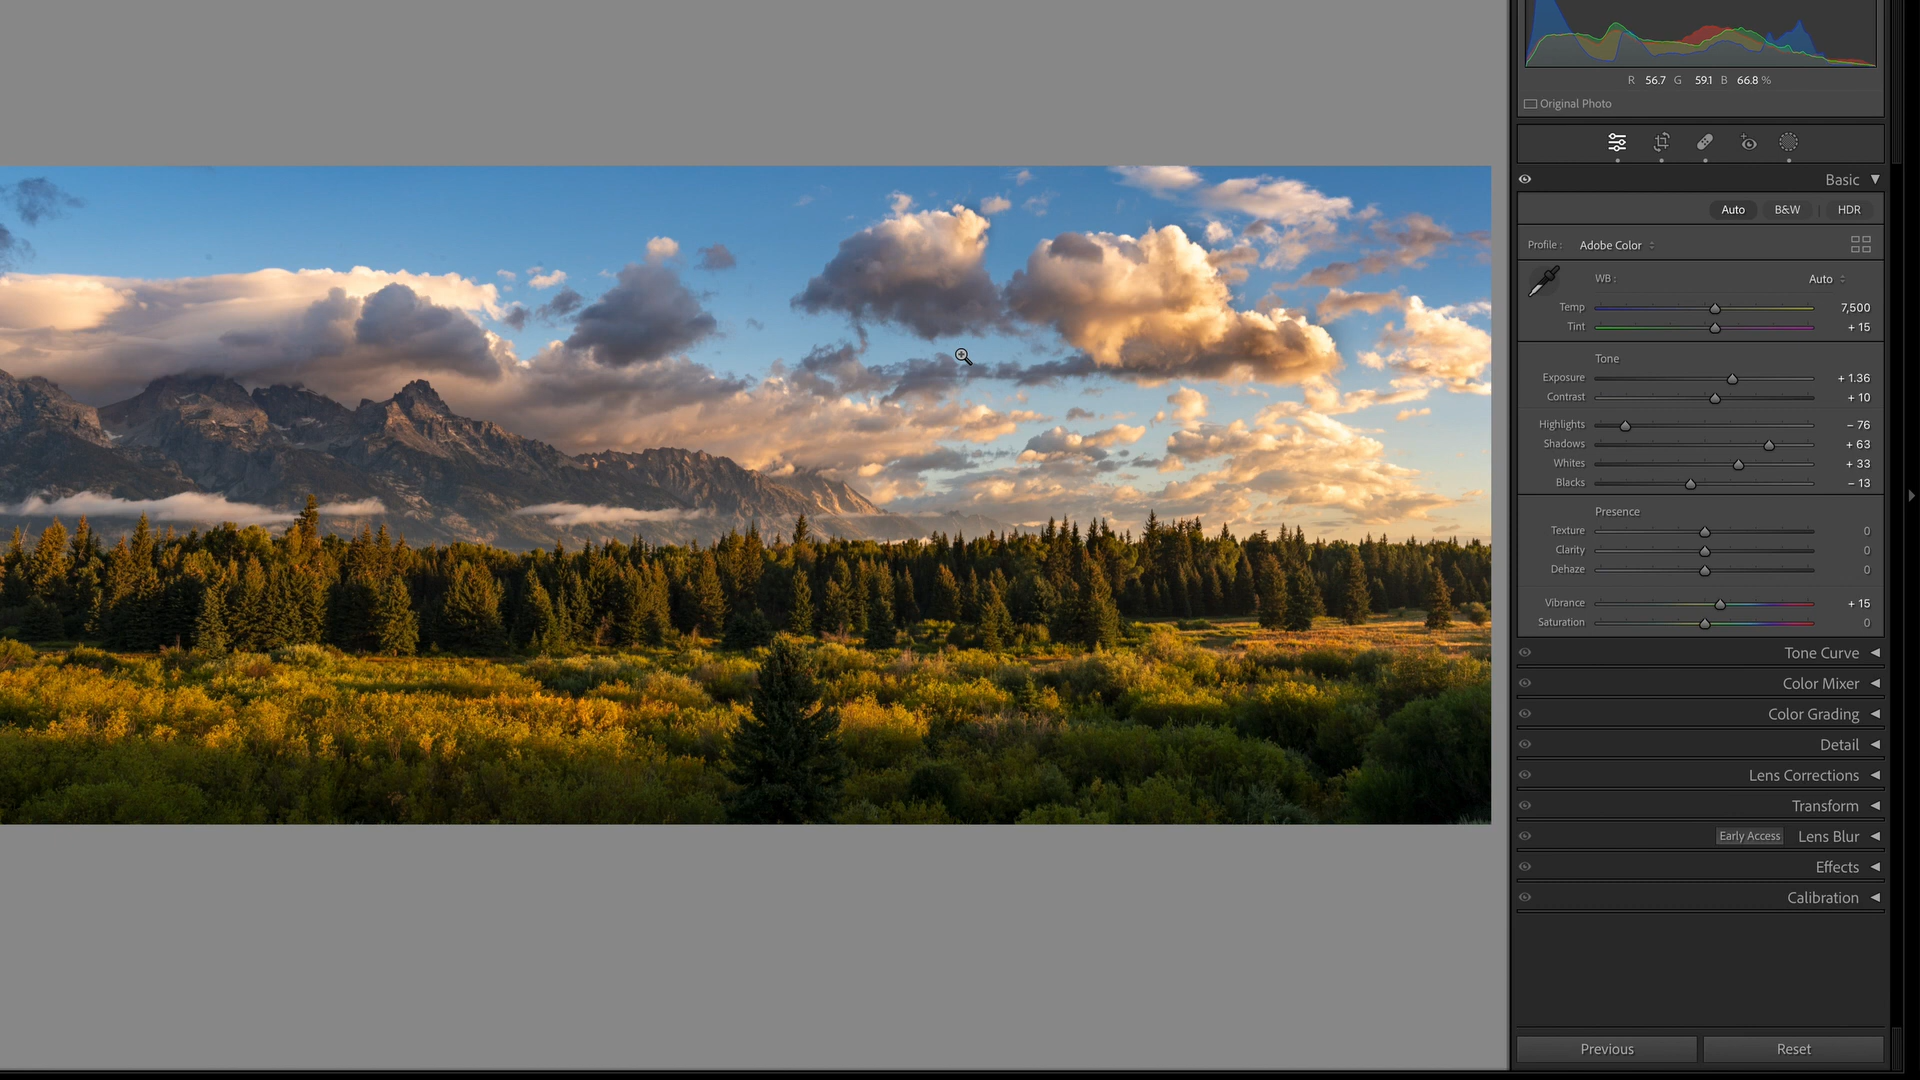 R 56.7 G 59.1 B 66.8 %
Original Photo
Basic
Auto B&W HDR
Profile : Adobe Color
WB : Auto
Temp 7,500
Tint + 15
Tone
Exposure + 1.36
Contrast + 10
Highlights − 76
Shadows + 63
Whites + 33
Blacks − 13
Presence
Texture 0
Clarity 0
Dehaze 0
Vibrance + 15
Saturation 0
Tone Curve
Color Mixer
Color Grading
Detail
Lens Corrections
Transform
Early Access Lens Blur
Effects
Calibration
Previous Reset